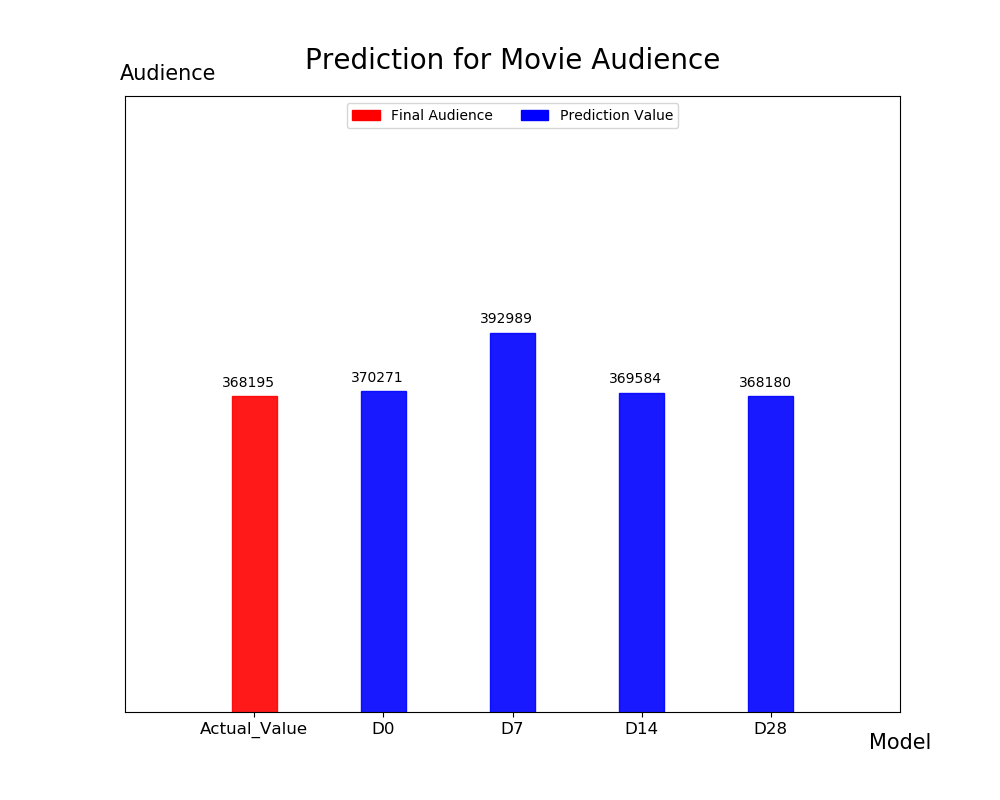 Prediction for Movie Audience
Audience
Final Audience
Prediction Value
392989
370271
369584
368195
368180
Actual_Value
D0
D7
D14
D28
Model